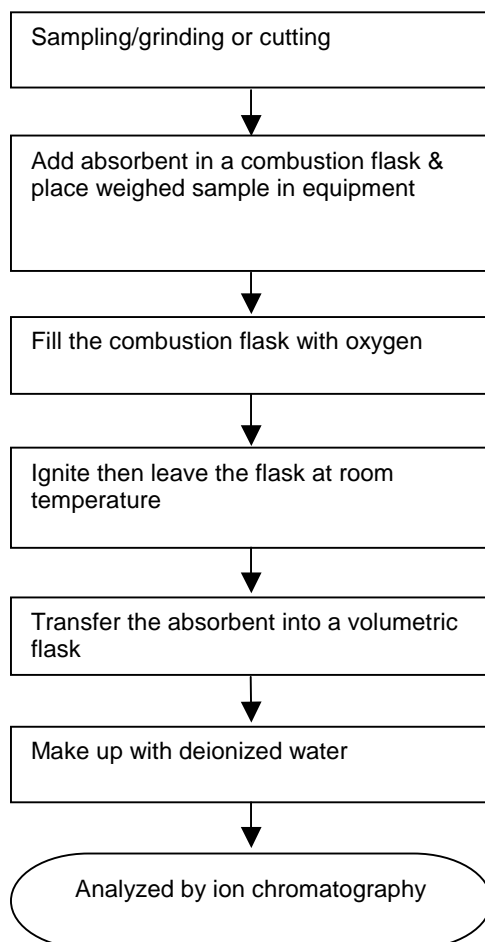 Sampling/grinding or cutting
Add absorbent in a combustion flask &
place weighed sample in equipment
Fill the combustion flask with oxygen
Ignite then leave the flask at room
temperature
Transfer the absorbent into a volumetric
flask
Make up with deionized water
Analyzed by ion chromatography